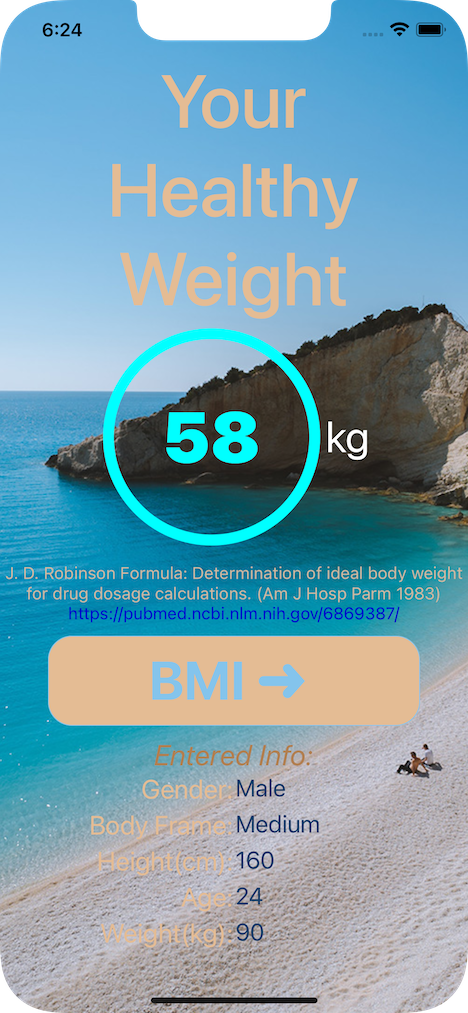 6:24
Your
Healthy
Weight
58 kg
J. D. Robinson Formula: Determination of ideal body weight
for drug dosage calculations. (Am J Hosp Parm 1983)
https://pubmed.ncbi.nlm.nih.gov/6869387/
BMI ➜
Entered Info:
Gender: Male
Body Frame: Medium
Height(cm): 160
Age: 24
Weight(kg): 90